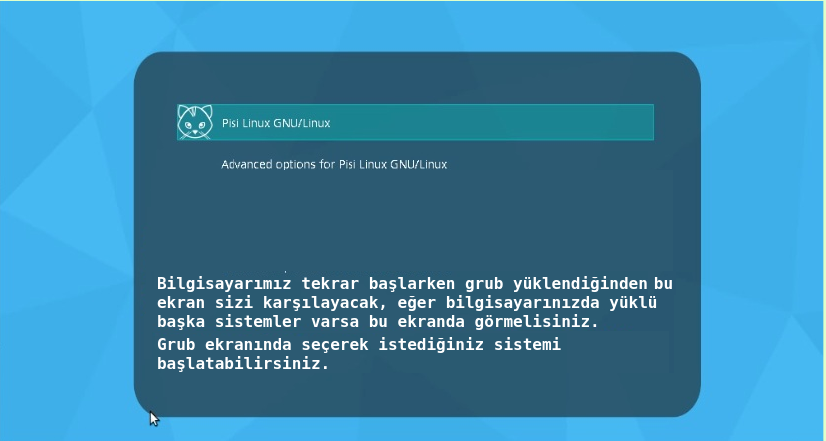 Pisi Linux GNU/Linux
Advanced options for Pisi Linux GNU/Linux
Bilgisayarımız tekrar başlarken grub yüklendiğinden bu
ekran sizi karşılayacak, eğer bilgisayarınızda yüklü
başka sistemler varsa bu ekranda görmelisiniz.
Grub ekranında seçerek istediğiniz sistemi
başlatabilirsiniz.